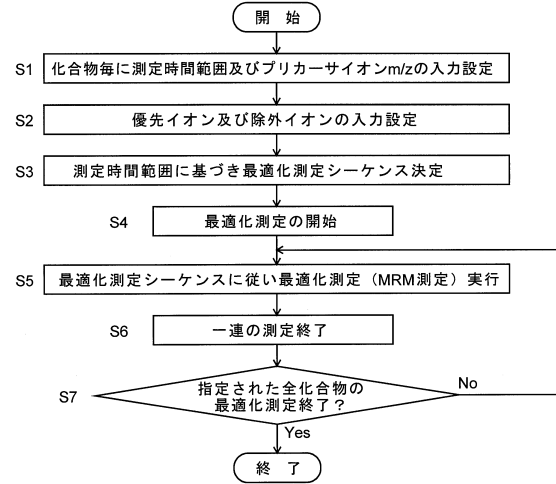 開 始
S1 化合物毎に測定時間範囲及びプリカーサイオンm/zの入力設定
S2 優先イオン及び除外イオンの入力設定
S3 測定時間範囲に基づき最適化測定シーケンス決定
S4 最適化測定の開始
S5 最適化測定シーケンスに従い最適化測定（MRM測定）実行
S6 一連の測定終了
S7 指定された全化合物の
最適化測定終了？
No
Yes
終 了